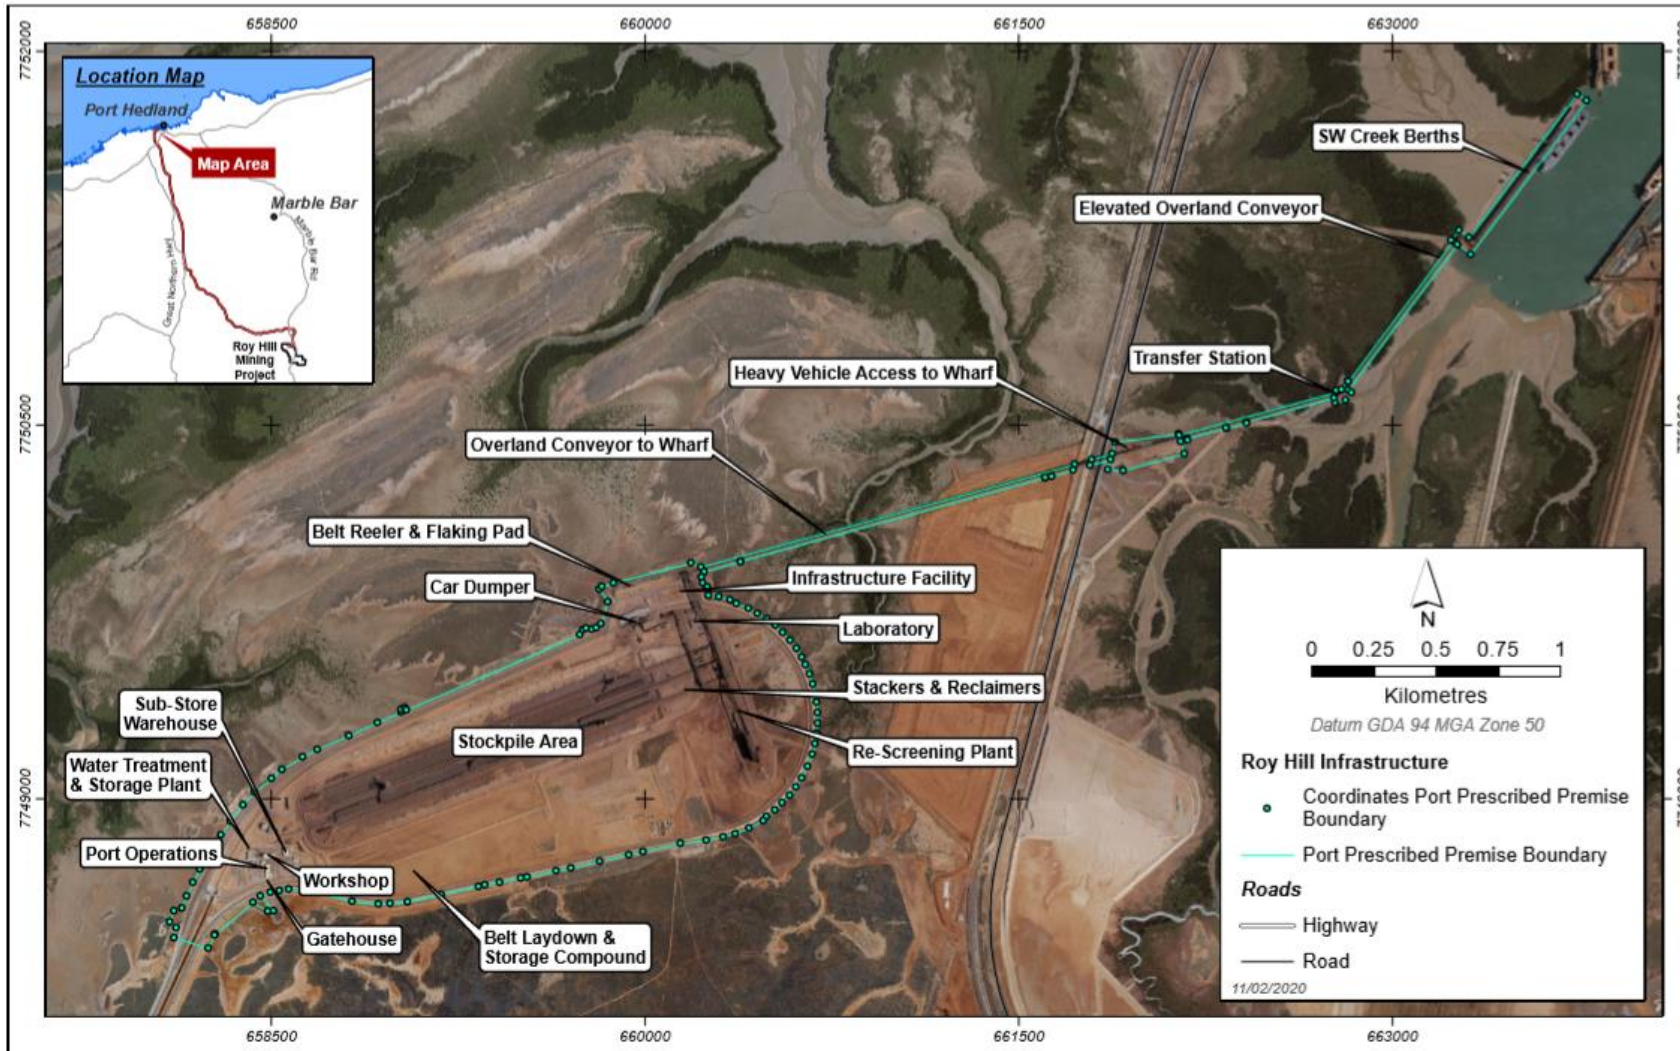 658500
660000
661500
663000
7752000
Location Map
Port Hedland
Map Area
Marble Bar
Marble Bar Rd
Great Northern Hwy
Roy Hill
Mining
Project
SW Creek Berths
Elevated Overland Conveyor
Transfer Station
Heavy Vehicle Access to Wharf
7750500
Overland Conveyor to Wharf
Belt Reeler & Flaking Pad
Car Dumper
Infrastructure Facility
Laboratory
Stackers & Reclaimers
Sub-Store
Warehouse
Stockpile Area
Re-Screening Plant
Water Treatment
& Storage Plant
7749000
Port Operations
Workshop
Gatehouse
Belt Laydown &
Storage Compound
N
0 0.25 0.5 0.75 1
Kilometres
Datum GDA 94 MGA Zone 50
Roy Hill Infrastructure
Coordinates Port Prescribed Premise
Boundary
Port Prescribed Premise Boundary
Roads
Highway
Road
11/02/2020
658500
660000
661500
663000